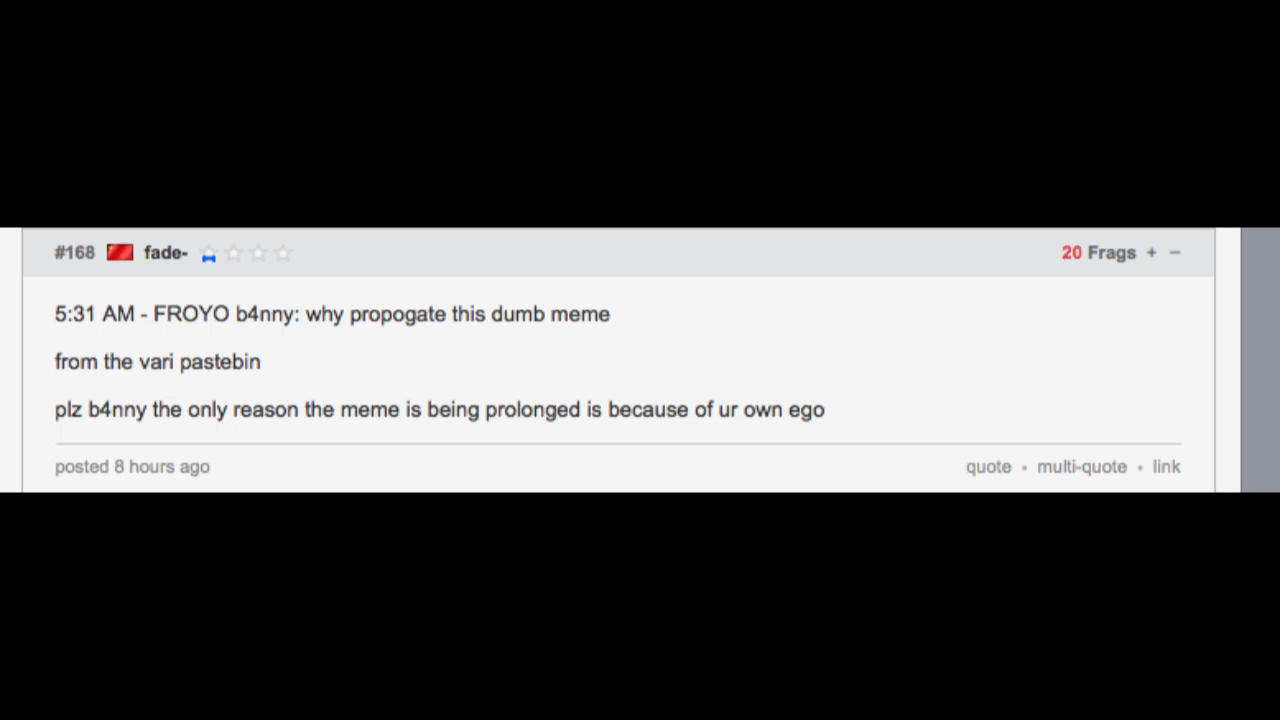 #168 fade- 20 Frags + −
5:31 AM - FROYO b4nny: why propogate this dumb meme
from the vari pastebin
plz b4nny the only reason the meme is being prolonged is because of ur own ego
posted 8 hours ago quote • multi-quote • link